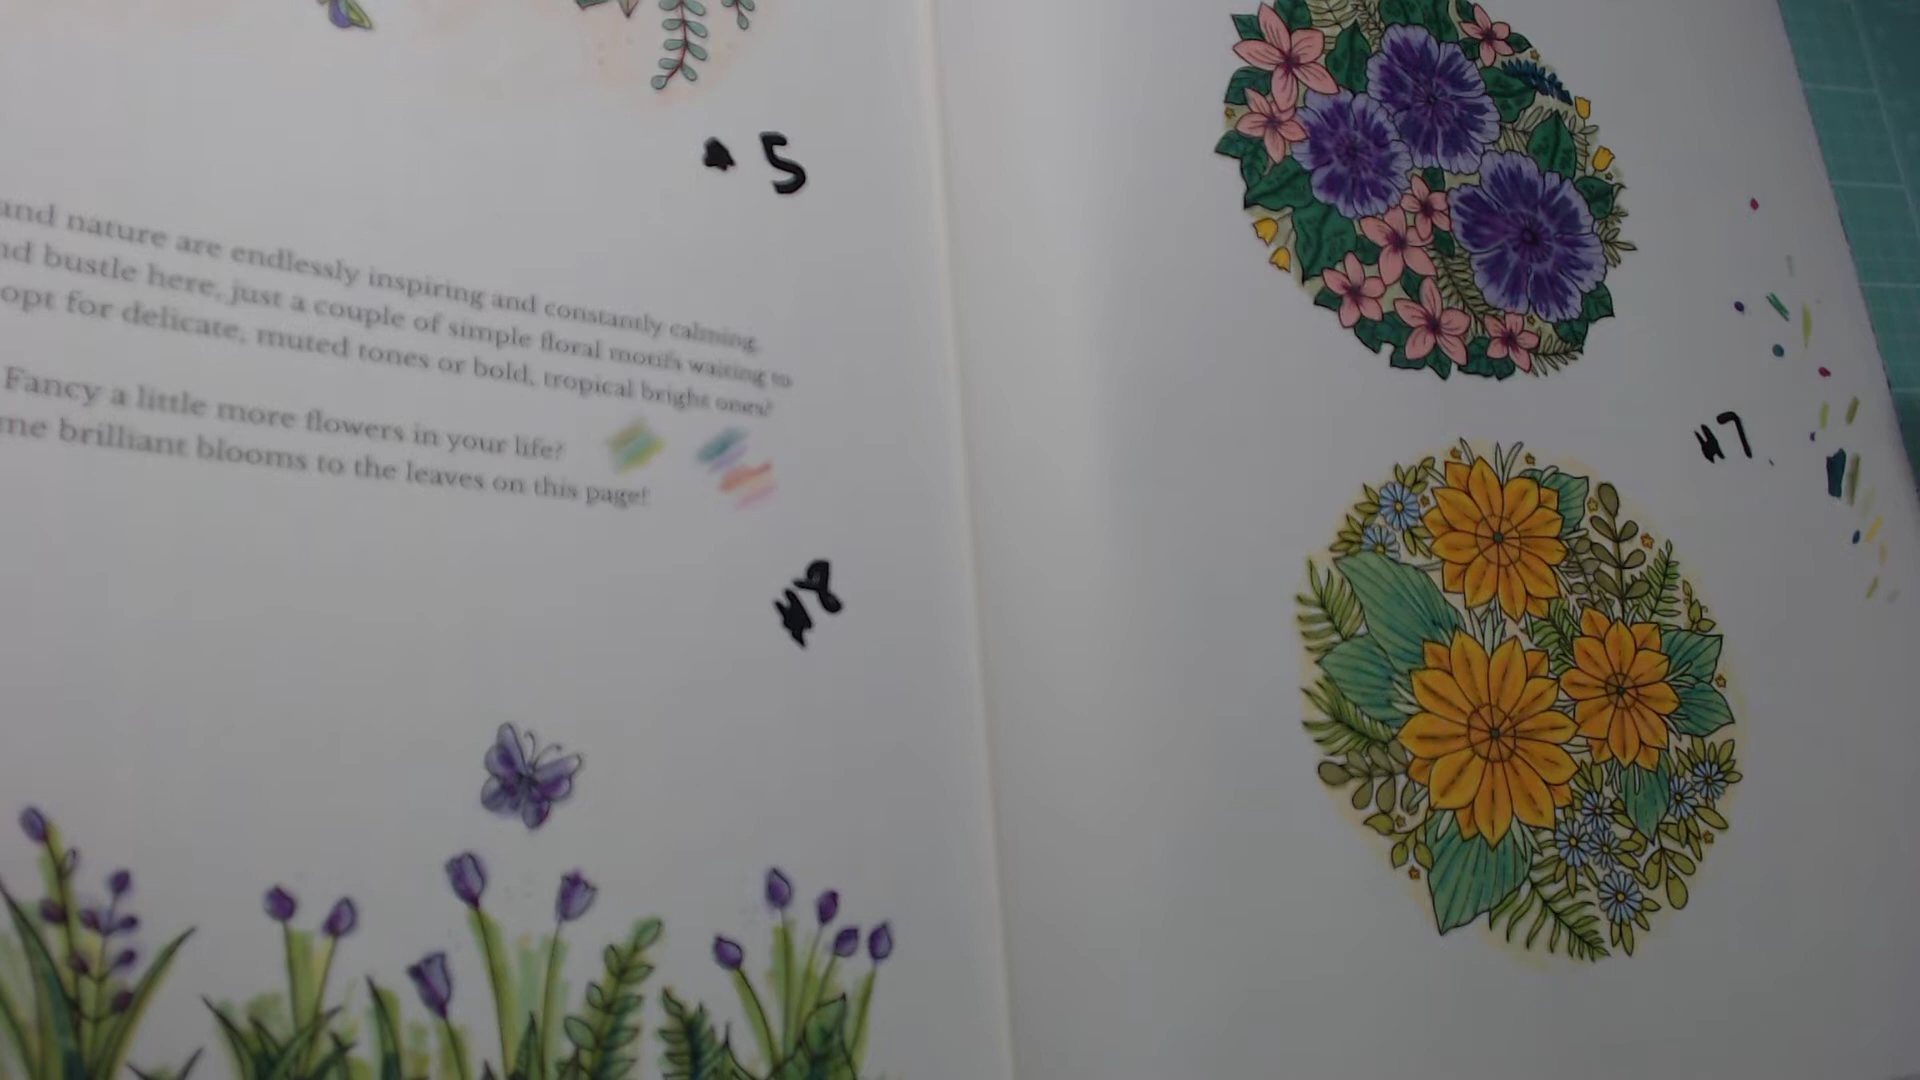 5
and nature are endlessly inspiring and constantly calming.
nd bustle here, just a couple of simple floral motifs waiting to
opt for delicate, muted tones or bold, tropical bright ones?
Fancy a little more flowers in your life?
me brilliant blooms to the leaves on this page!
#8
#7